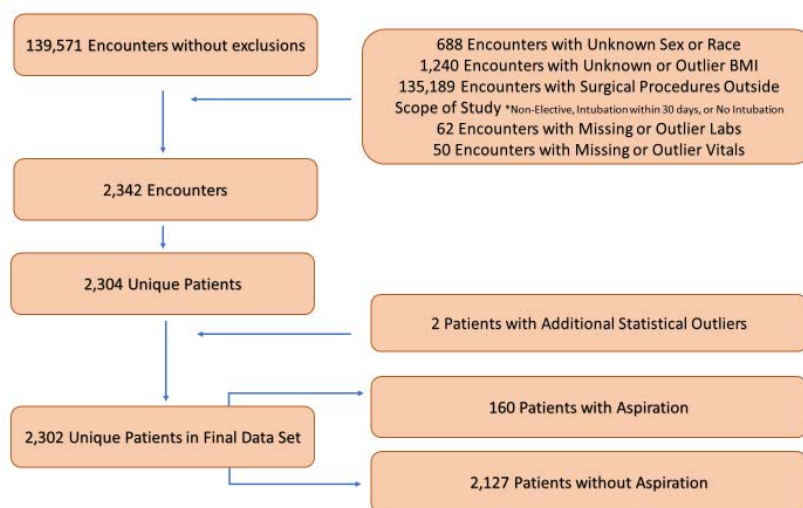 139,571 Encounters without exclusions
688 Encounters with Unknown Sex or Race
1,240 Encounters with Unknown or Outlier BMI
135,189 Encounters with Surgical Procedures Outside
Scope of Study *Non-Elective, Intubation within 30 days, or No Intubation
62 Encounters with Missing or Outlier Labs
50 Encounters with Missing or Outlier Vitals
2,342 Encounters
2,304 Unique Patients
2 Patients with Additional Statistical Outliers
2,302 Unique Patients in Final Data Set
160 Patients with Aspiration
2,127 Patients without Aspiration